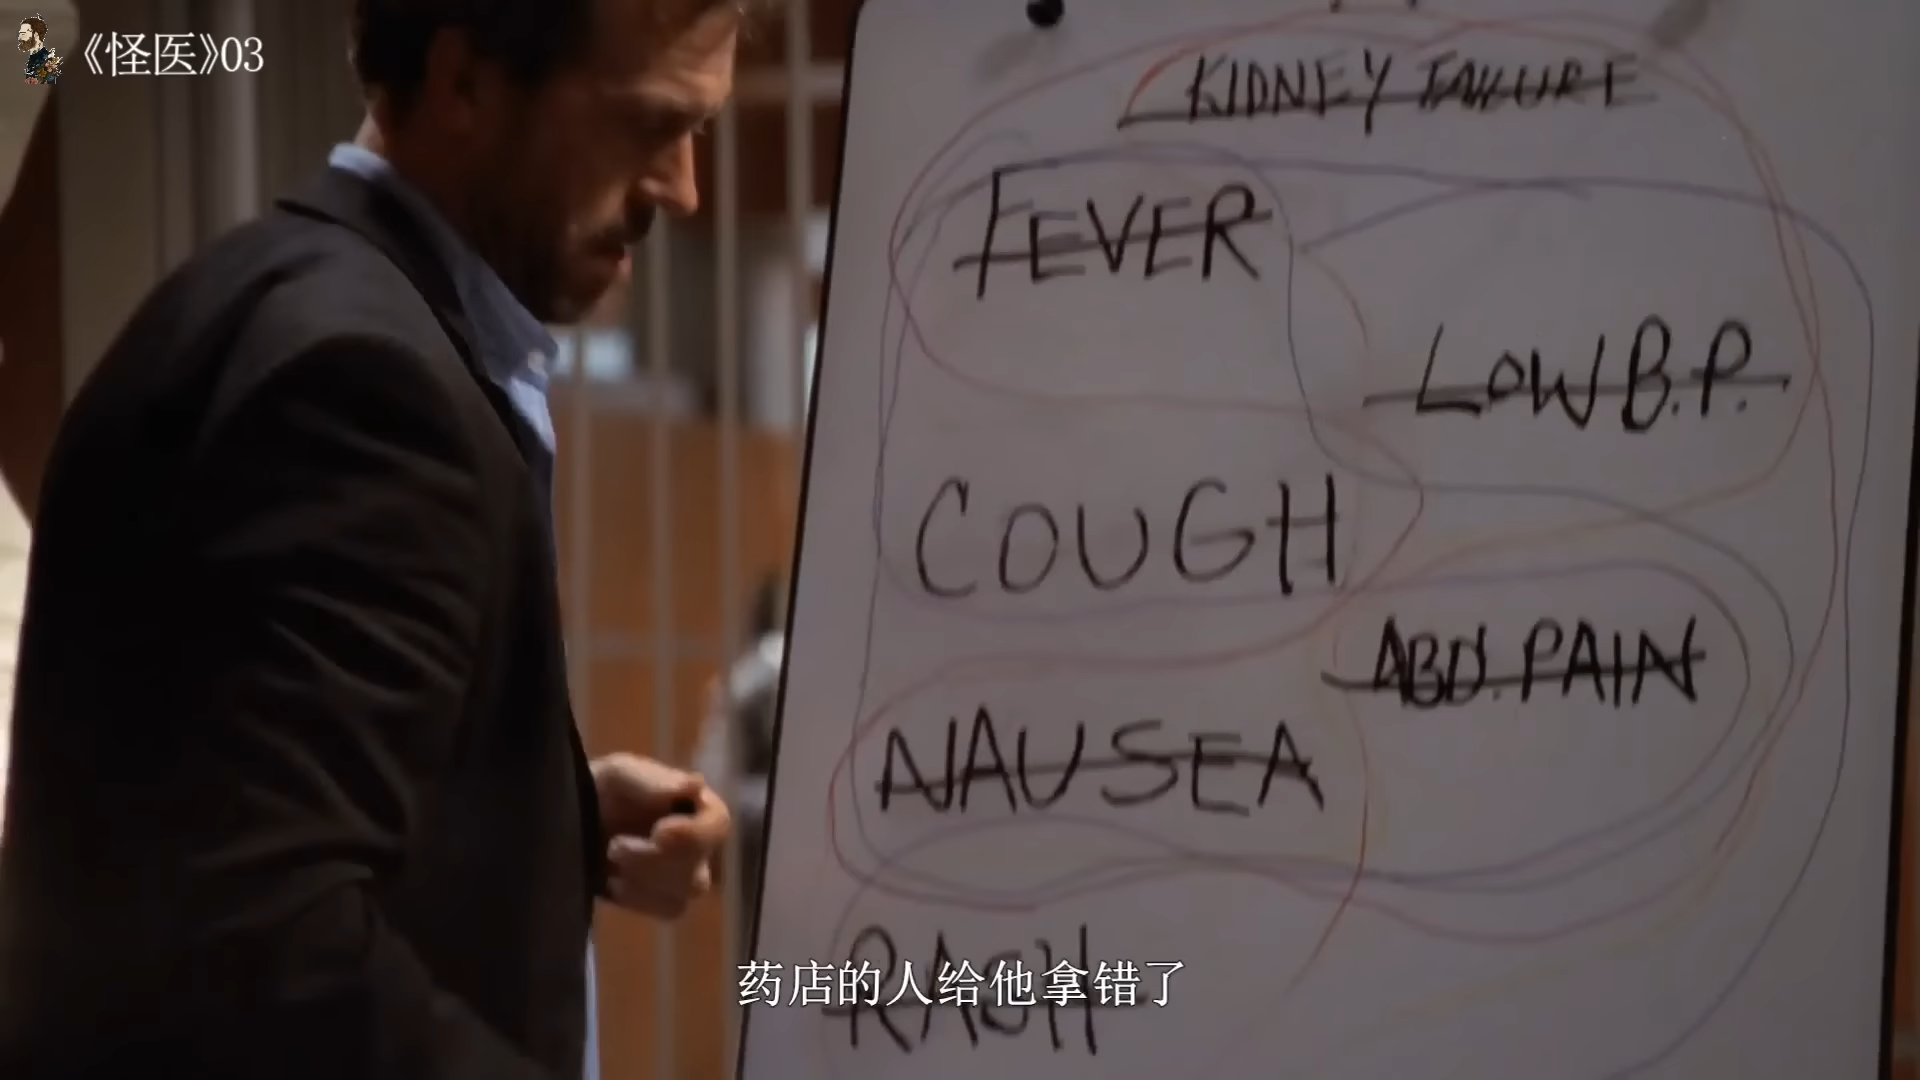 《怪医》03
KIDNEY FAILURE
FEVER
LOW B.P.
COUGH
ABD. PAIN
NAUSEA
RASH
药店的人给他拿错了